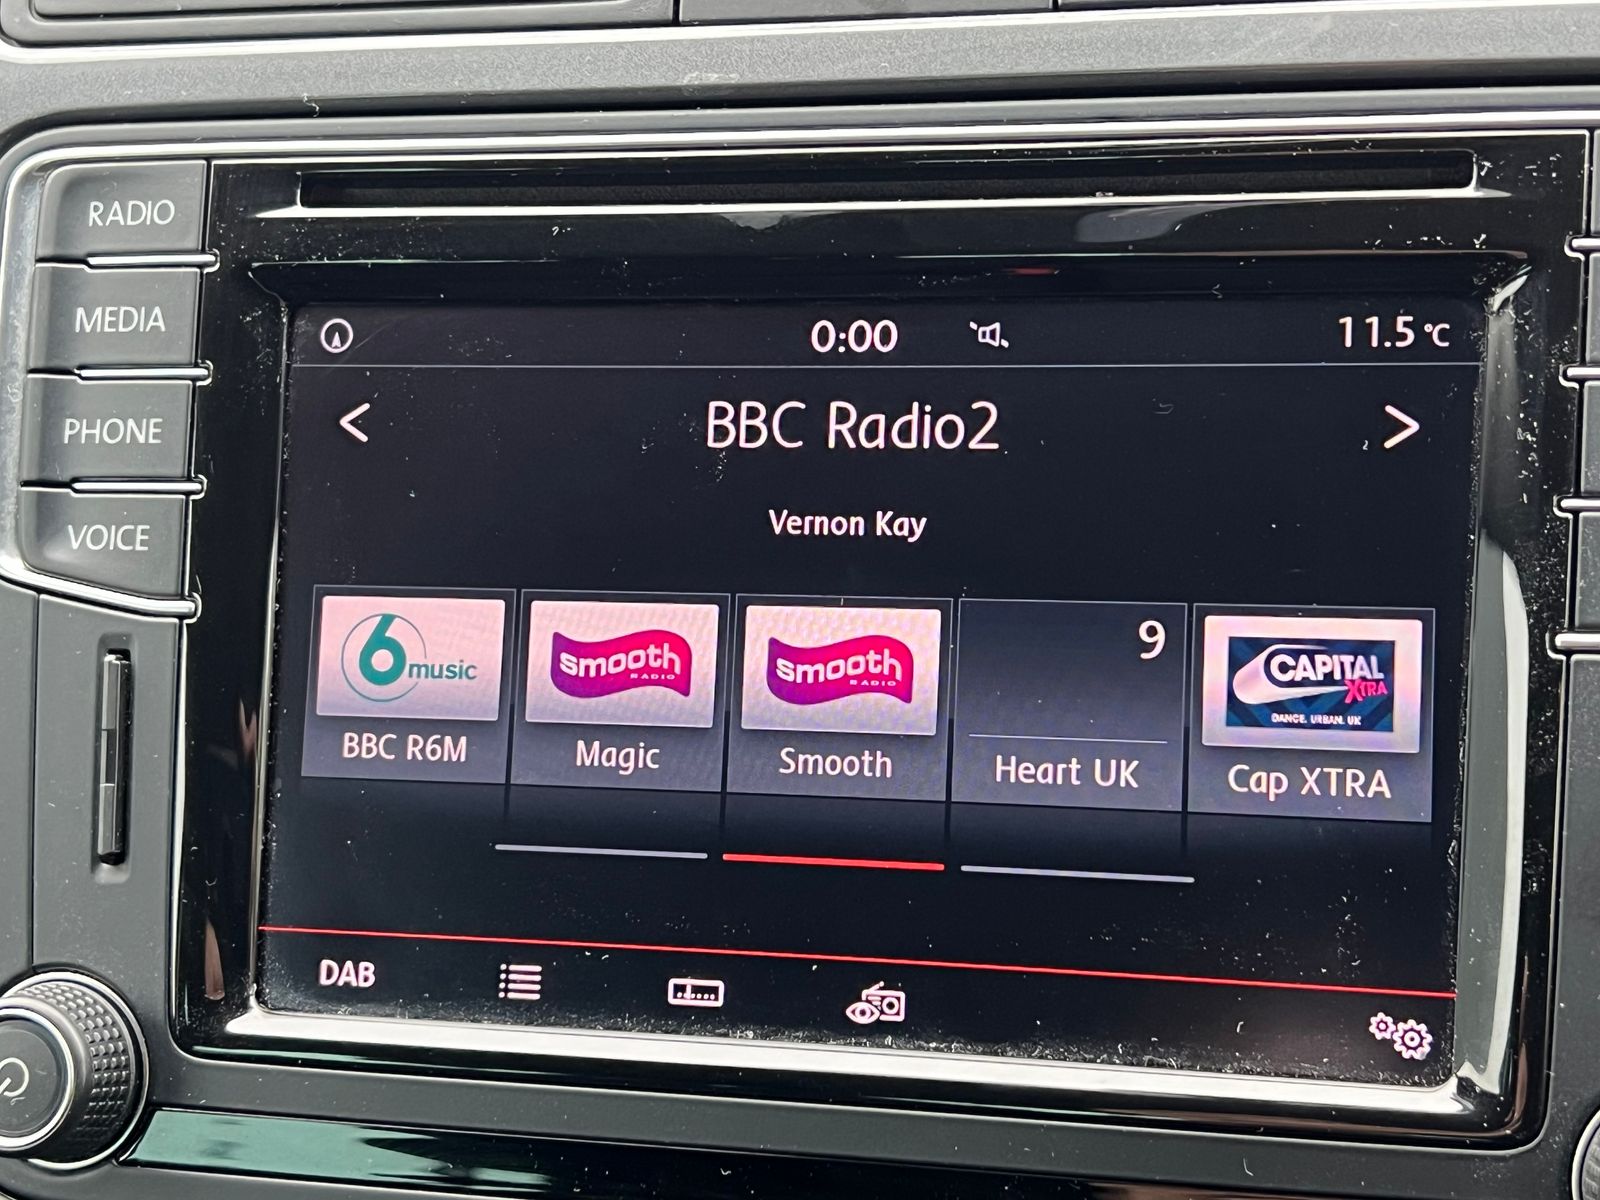 RADIO
MEDIA
PHONE
VOICE
0:00
11.5 °C
<
BBC Radio2
>
Vernon Kay
6 music
smooth
RADIO
smooth
RADIO
9
CAPITAL
XTRA
DANCE. URBAN. UK
BBC R6M
Magic
Smooth
Heart UK
Cap XTRA
DAB